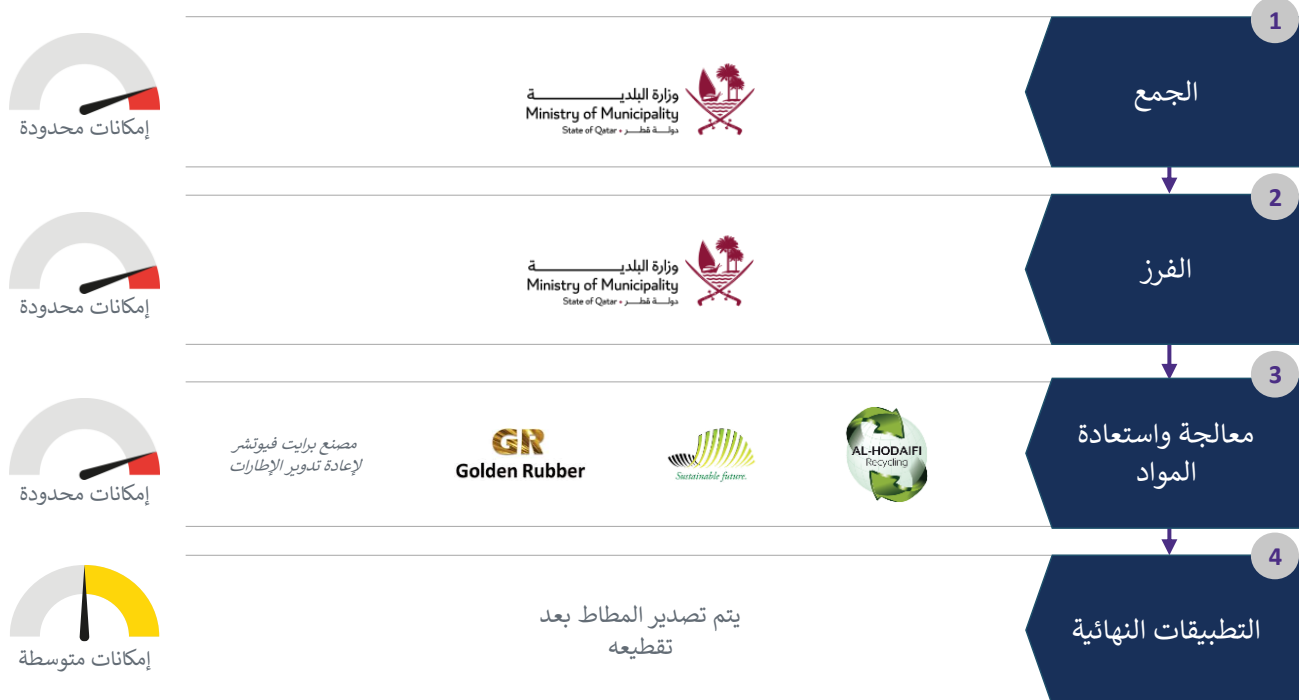 1
الجمع
وزارة البلديـــــــــــــة
Ministry of Municipality
دولـــة قطـــر • State of Qatar
إمكانات محدودة
2
الفرز
وزارة البلديـــــــــــــة
Ministry of Municipality
دولـــة قطـــر • State of Qatar
إمكانات محدودة
3
معالجة واستعادة
المواد
AL-HODAIFI
Recycling
Sustainable future.
GR
Golden Rubber
مصنع برايت فيوتشر
لإعادة تدوير الإطارات
إمكانات محدودة
4
التطبيقات النهائية
يتم تصدير المطاط بعد
تقطيعه
إمكانات متوسطة